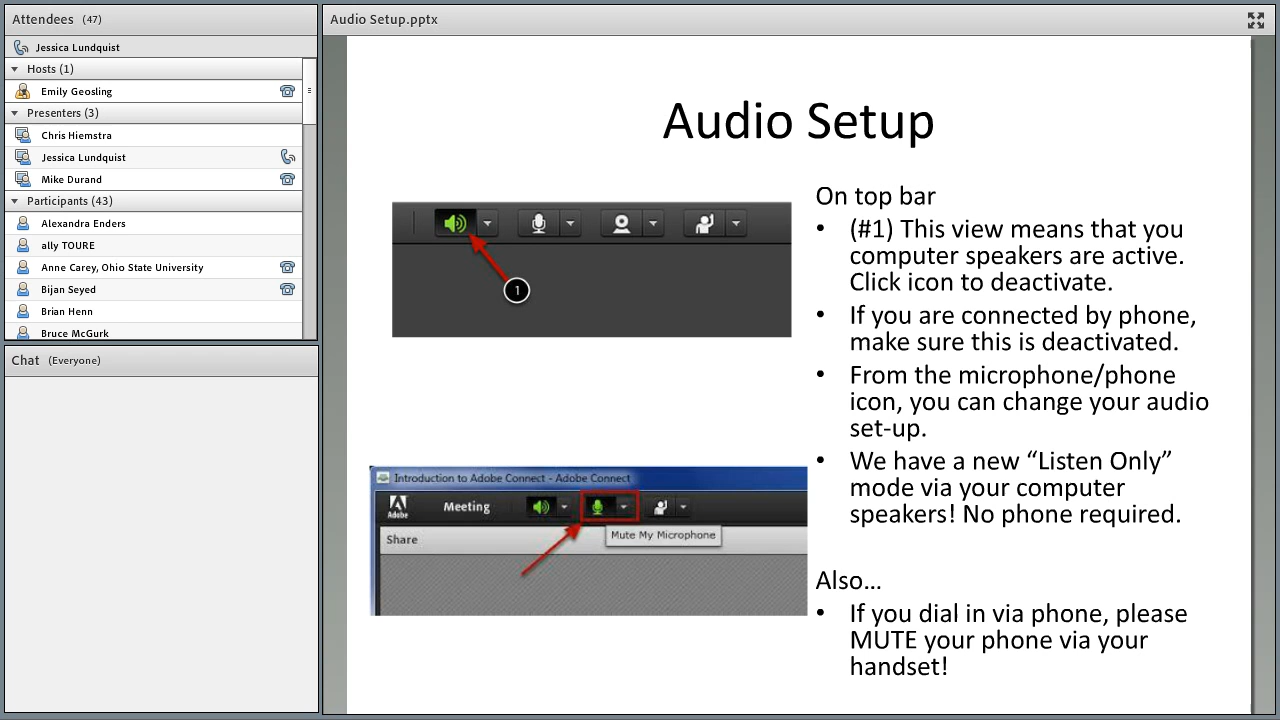 Attendees (47)
Jessica Lundquist
Hosts (1)
Emily Geosling
Presenters (3)
Chris Hiemstra
Jessica Lundquist
Mike Durand
Participants (43)
Alexandra Enders
ally TOURE
Anne Carey, Ohio State University
Bijan Seyed
Brian Henn
Bruce McGurk
Chat (Everyone)
Audio Setup.pptx
Audio Setup
1
Introduction to Adobe Connect - Adobe Connect
Adobe
Meeting
Mute My Microphone
Share
On top bar
• (#1) This view means that you
computer speakers are active.
Click icon to deactivate.
• If you are connected by phone,
make sure this is deactivated.
• From the microphone/phone
icon, you can change your audio
set-up.
• We have a new “Listen Only”
mode via your computer
speakers! No phone required.
Also…
• If you dial in via phone, please
MUTE your phone via your
handset!